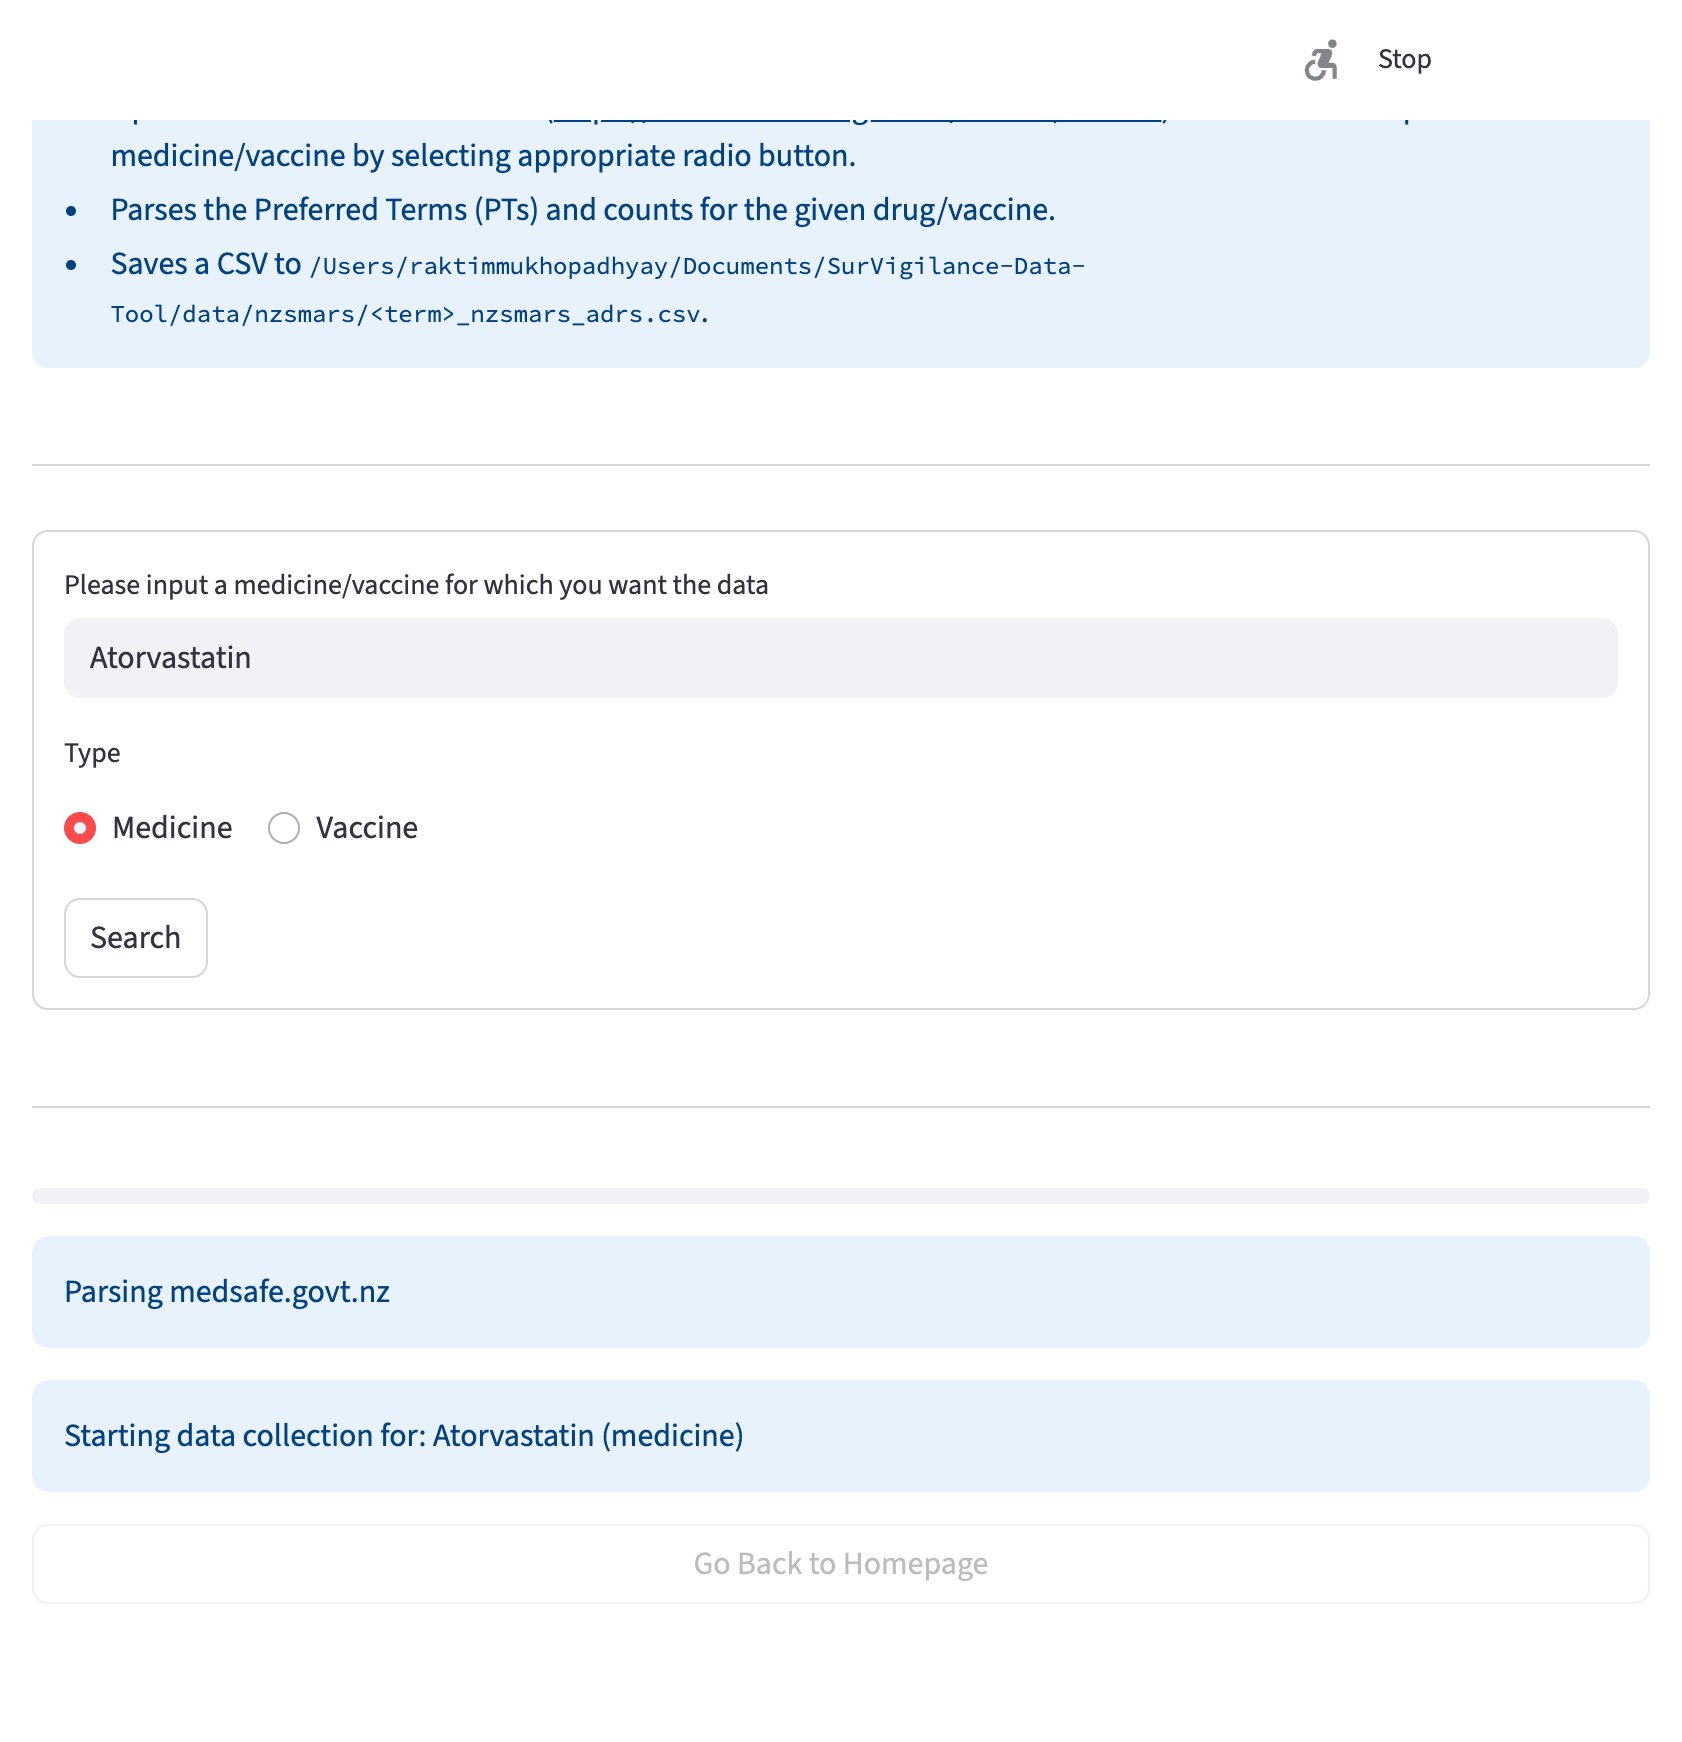 Stop
medicine/vaccine by selecting appropriate radio button.
• Parses the Preferred Terms (PTs) and counts for the given drug/vaccine.
• Saves a CSV to /Users/raktimmukhopadhyay/Documents/SurVigilance-Data-
Tool/data/nzsmars/<term>_nzsmars_adrs.csv.
Please input a medicine/vaccine for which you want the data
Atorvastatin
Type
Medicine Vaccine
Search
Parsing medsafe.govt.nz
Starting data collection for: Atorvastatin (medicine)
Go Back to Homepage